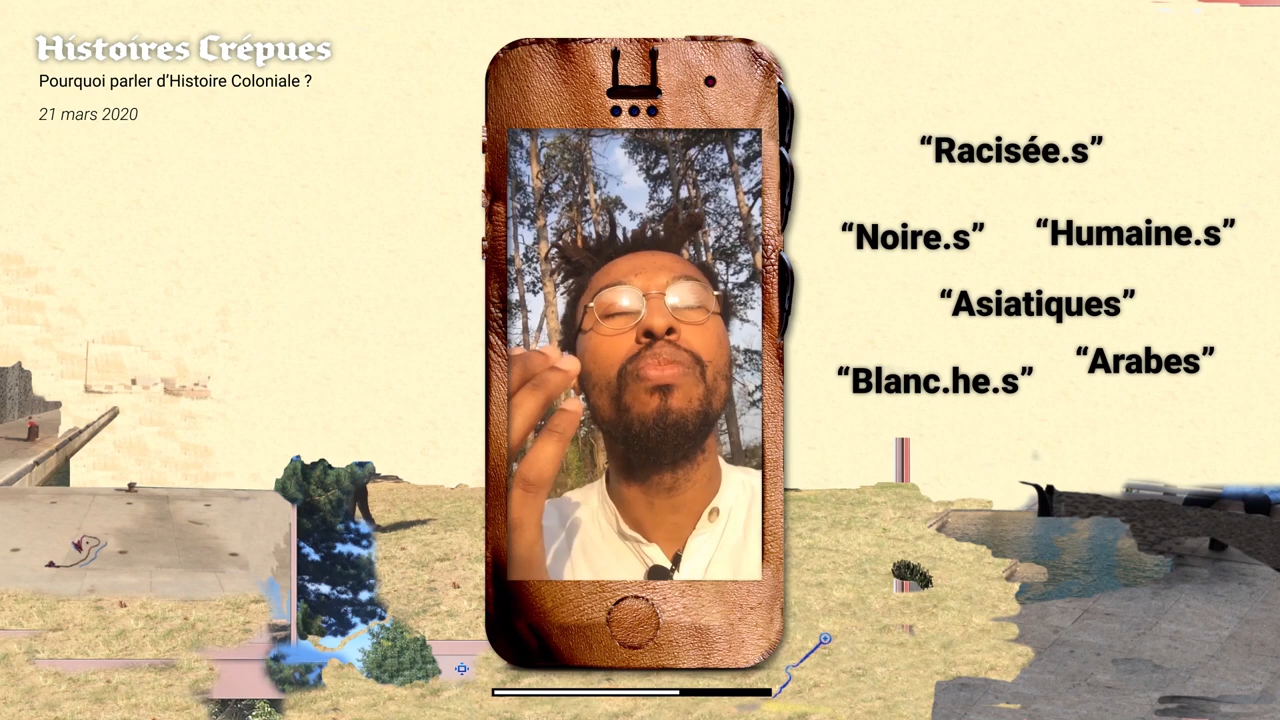 Histoires Crépues
Pourquoi parler d’Histoire Coloniale ?
21 mars 2020
“Racisée.s”
“Noire.s” “Humaine.s”
“Asiatiques”
“Blanc.he.s” “Arabes”